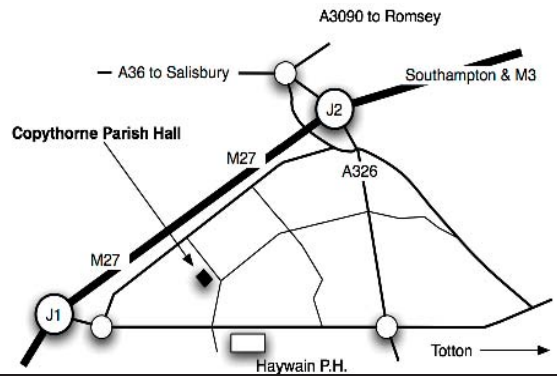 A3090 to Romsey
A36 to Salisbury
Southampton & M3
J2
Copythorne Parish Hall
M27
A326
M27
J1
Totton
Haywain P.H.